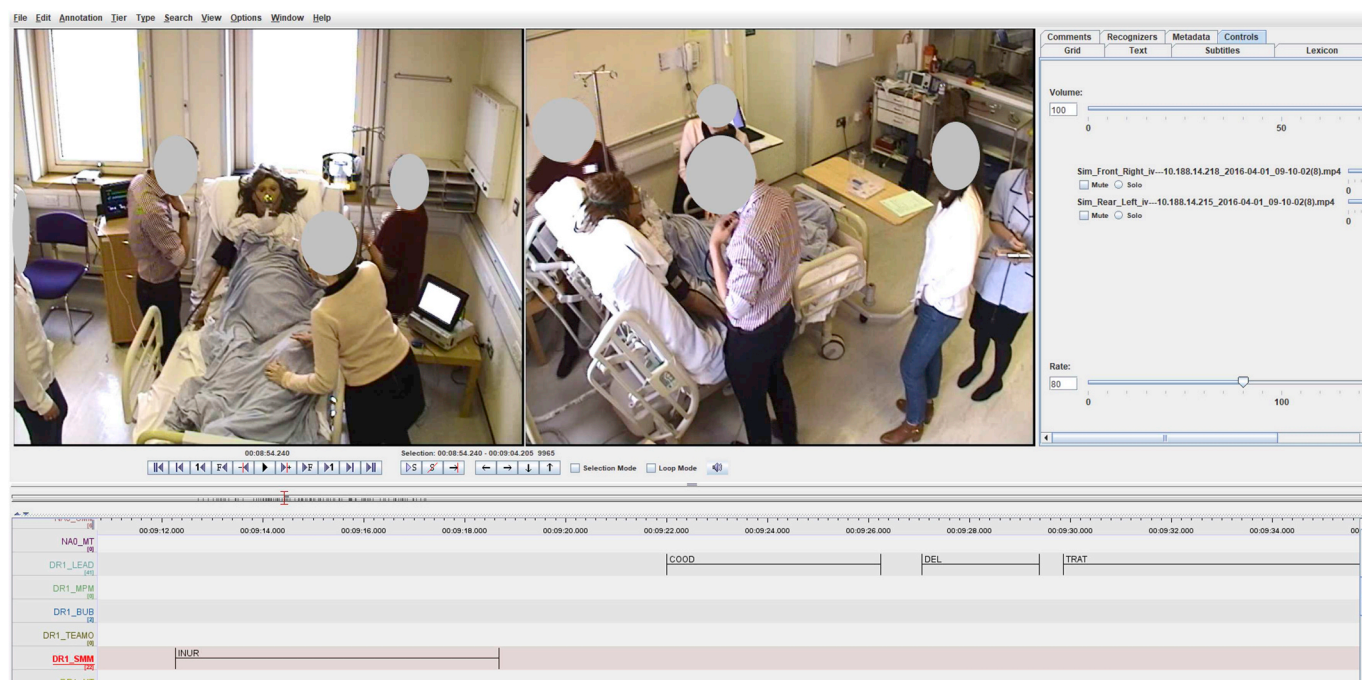 File Edit Annotation Tier Type Search View Options Window Help
Comments Recognizers Metadata Controls
Grid Text Subtitles Lexicon
Volume:
100
0 50
Sim_Front_Right_iv---10.188.14.218_2016-04-01_09-10-02(8).mp4
Mute Solo
0
Sim_Rear_Left_iv---10.188.14.215_2016-04-01_09-10-02(8).mp4
Mute Solo
0
Rate:
80
0 100
00:08:54.240 Selection: 00:08:54.240 - 00:09:04.205 9965
1 F F 1 S S Selection Mode Loop Mode
00:09:12.000 00:09:14.000 00:09:16.000 00:09:18.000 00:09:20.000 00:09:22.000 00:09:24.000 00:09:26.000 00:09:28.000 00:09:30.000 00:09:32.000 00:09:34.000
NA0_MT
[0]
DR1_LEAD COOD DEL TRAT
DR1_MPM
[0]
DR1_BUB
[2]
DR1_TEAMO
[0]
DR1_SMM INUR